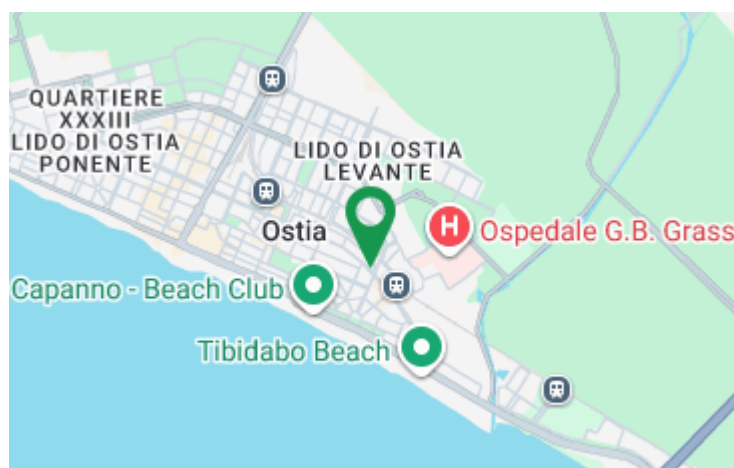 QUARTIERE
XXXIII
LIDO DI OSTIA
PONENTE
LIDO DI OSTIA
LEVANTE
Ostia
H
Ospedale G.B. Grass
Capanno - Beach Club
Tibidabo Beach